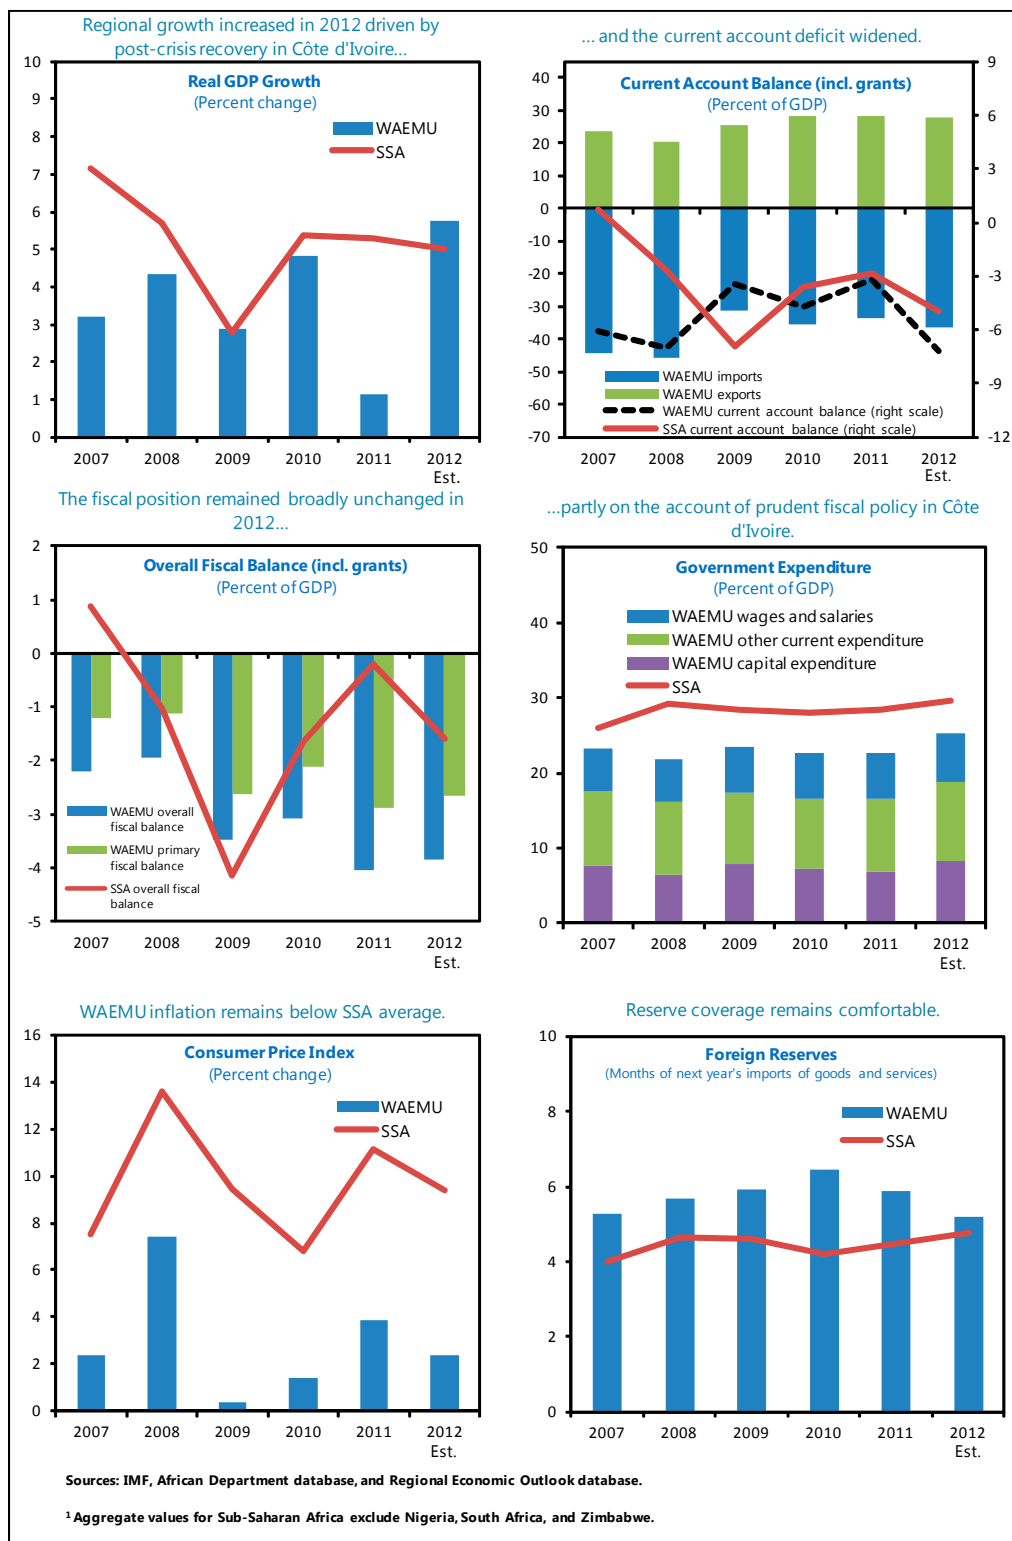 Regional growth increased in 2012 driven by
post-crisis recovery in Côte d'Ivoire...
Real GDP Growth
(Percent change)
WAEMU
SSA
10
9
8
7
6
5
4
3
2
1
0
2007 2008 2009 2010 2011 2012
Est.
... and the current account deficit widened.
Current Account Balance (incl. grants)
(Percent of GDP)
40
30
20
10
0
-10
-20
-30
-40
-50
-60
-70
9
6
3
0
-3
-6
-9
-12
WAEMU imports
WAEMU exports
WAEMU current account balance (right scale)
SSA current account balance (right scale)
2007 2008 2009 2010 2011 2012
Est.
The fiscal position remained broadly unchanged in
2012...
Overall Fiscal Balance (incl. grants)
(Percent of GDP)
2
1
0
-1
-2
-3
-4
-5
WAEMU overall
fiscal balance
WAEMU primary
fiscal balance
SSA overall fiscal
balance
2007 2008 2009 2010 2011 2012
Est.
...partly on the account of prudent fiscal policy in Côte
d'Ivoire.
Government Expenditure
(Percent of GDP)
WAEMU wages and salaries
WAEMU other current expenditure
WAEMU capital expenditure
SSA
50
40
30
20
10
0
2007 2008 2009 2010 2011 2012
Est.
WAEMU inflation remains below SSA average.
Consumer Price Index
(Percent change)
WAEMU
SSA
16
14
12
10
8
6
4
2
0
2007 2008 2009 2010 2011 2012
Est.
Reserve coverage remains comfortable.
Foreign Reserves
(Months of next year's imports of goods and services)
WAEMU
SSA
10
8
6
4
2
0
2007 2008 2009 2010 2011 2012
Est.
Sources: IMF, African Department database, and Regional Economic Outlook database.
¹ Aggregate values for Sub-Saharan Africa exclude Nigeria, South Africa, and Zimbabwe.